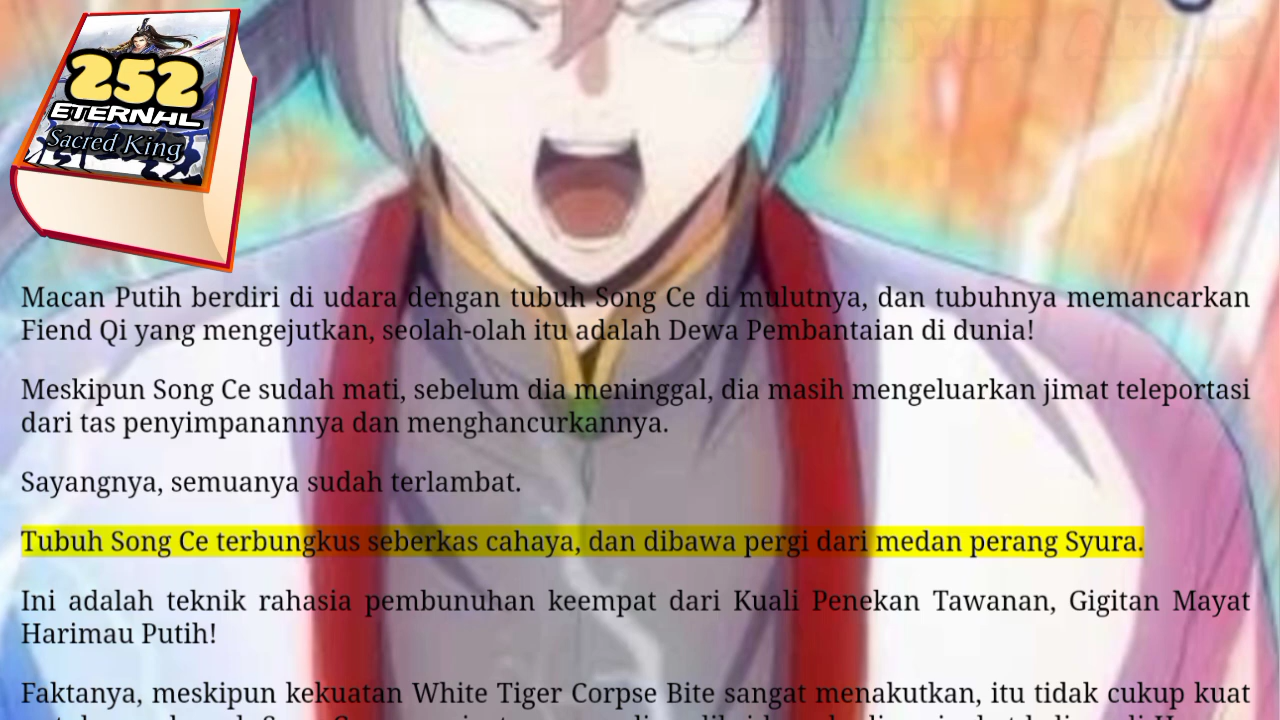 252
ETERNAL
Sacred King
Macan Putih berdiri di udara dengan tubuh Song Ce di mulutnya, dan tubuhnya memancarkan
Fiend Qi yang mengejutkan, seolah-olah itu adalah Dewa Pembantaian di dunia!
Meskipun Song Ce sudah mati, sebelum dia meninggal, dia masih mengeluarkan jimat teleportasi
dari tas penyimpanannya dan menghancurkannya.
Sayangnya, semuanya sudah terlambat.
Tubuh Song Ce terbungkus seberkas cahaya, dan dibawa pergi dari medan perang Syura.
Ini adalah teknik rahasia pembunuhan keempat dari Kuali Penekan Tawanan, Gigitan Mayat
Harimau Putih!
Faktanya, meskipun kekuatan White Tiger Corpse Bite sangat menakutkan, itu tidak cukup kuat